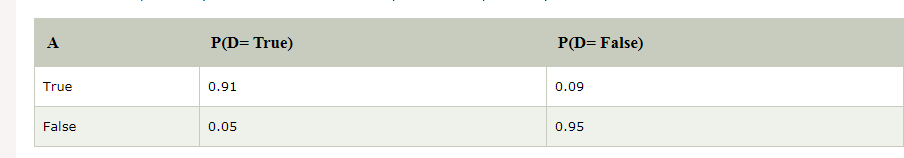 A P(D= True) P(D= False)
True 0.91 0.09
False 0.05 0.95